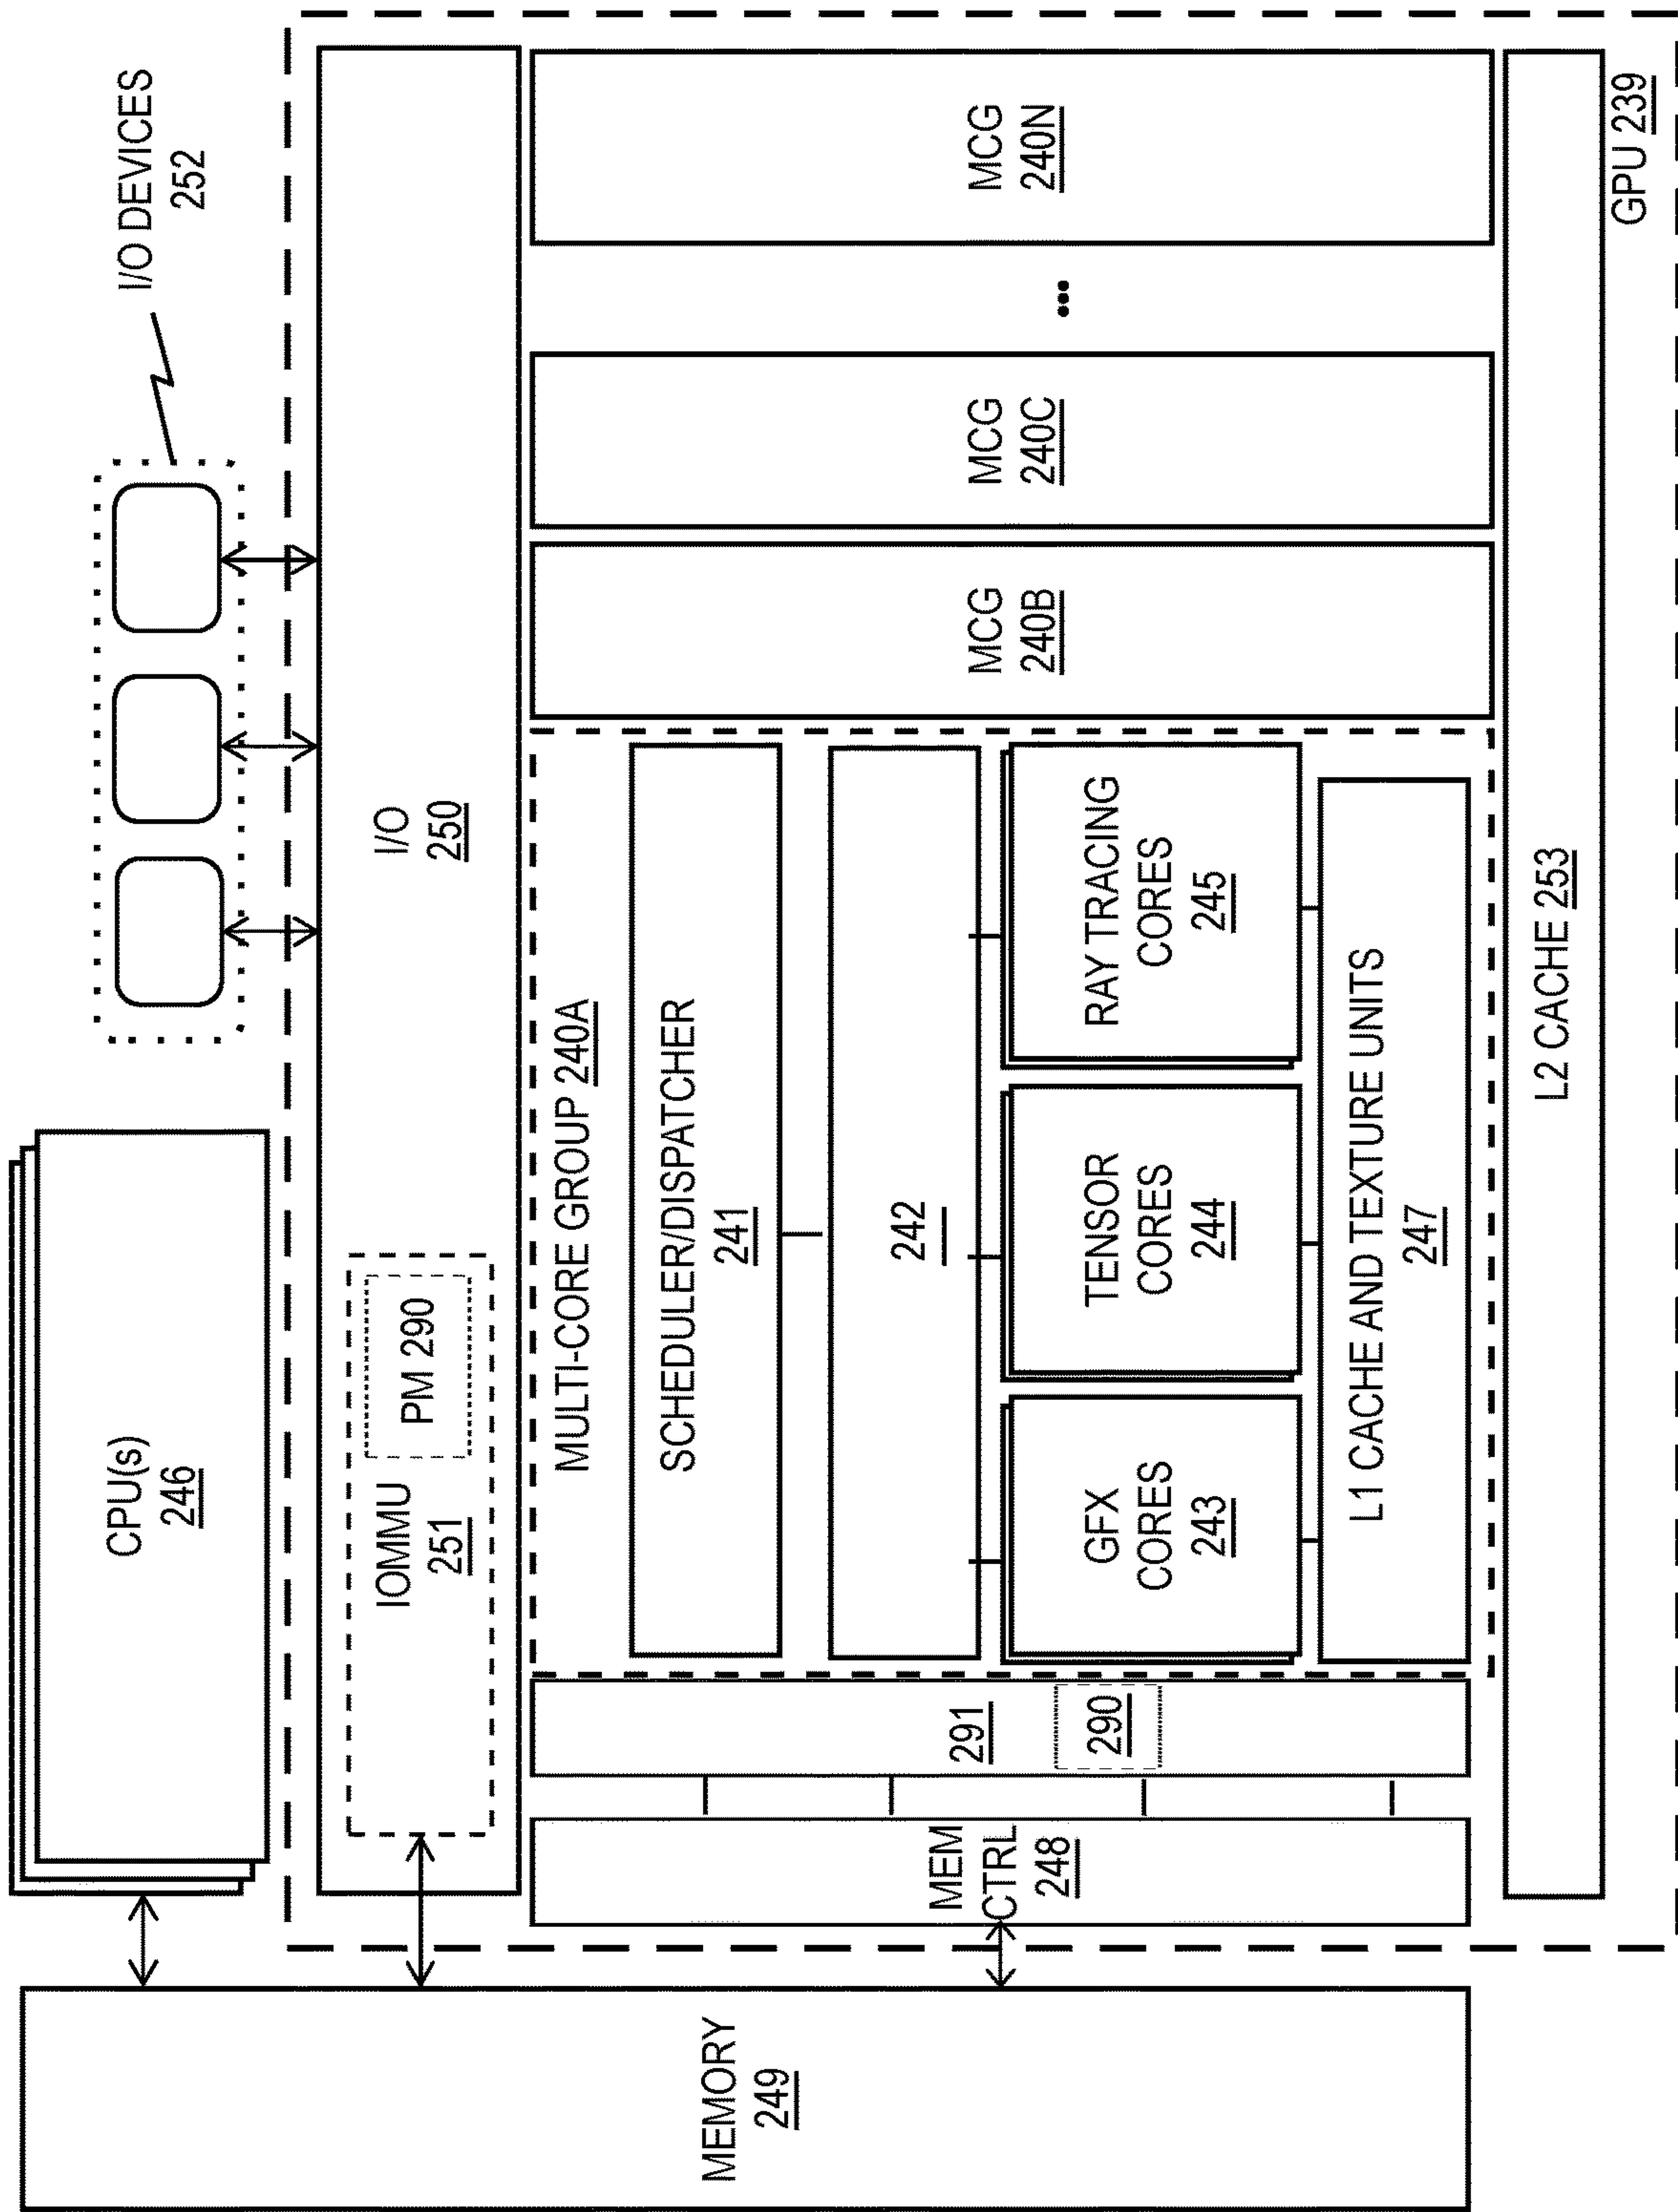 CPU(s)
246
I/O DEVICES
252
MEMORY
249
IOMMU
251
PM 290
I/O
250
MEM
CTRL
248
291
290
MULTI-CORE GROUP 240A
SCHEDULER/DISPATCHER
241
242
GFX
CORES
243
TENSOR
CORES
244
RAY TRACING
CORES
245
L1 CACHE AND TEXTURE UNITS
247
MCG
240B
MCG
240C
...
MCG
240N
L2 CACHE 253
GPU 239